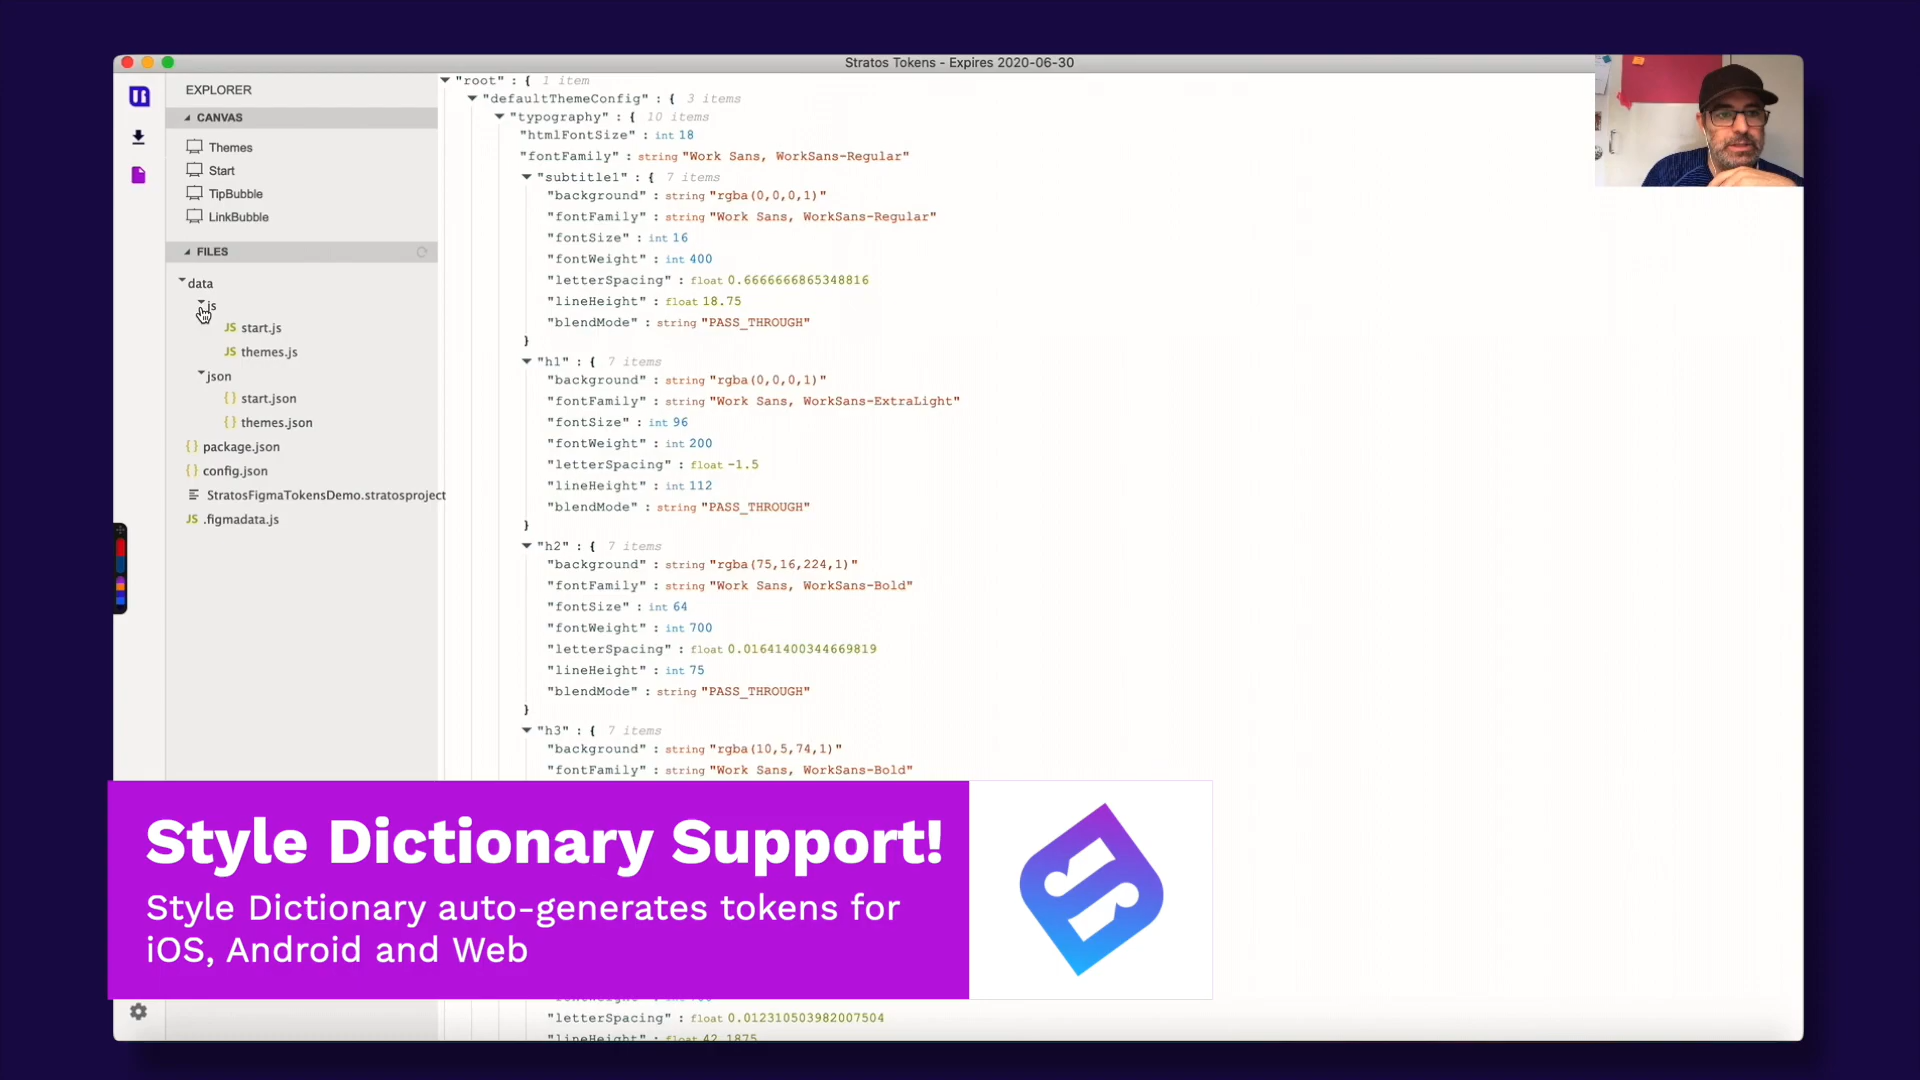 Stratos Tokens - Expires 2020-06-30
EXPLORER
CANVAS
Themes
Start
TipBubble
LinkBubble
FILES
data
js
JS start.js
JS themes.js
json
{} start.json
{} themes.json
{} package.json
{} config.json
StratosFigmaTokensDemo.stratosproject
JS .figmadata.js
"root" : { 1 item
"defaultThemeConfig" : { 3 items
"typography" : { 10 items
"htmlFontSize" : int 18
"fontFamily" : string "Work Sans, WorkSans-Regular"
"subtitle1" : { 7 items
"background" : string "rgba(0,0,0,1)"
"fontFamily" : string "Work Sans, WorkSans-Regular"
"fontSize" : int 16
"fontWeight" : int 400
"letterSpacing" : float 0.6666666865348816
"lineHeight" : float 18.75
"blendMode" : string "PASS_THROUGH"
}
"h1" : { 7 items
"background" : string "rgba(0,0,0,1)"
"fontFamily" : string "Work Sans, WorkSans-ExtraLight"
"fontSize" : int 96
"fontWeight" : int 200
"letterSpacing" : float -1.5
"lineHeight" : int 112
"blendMode" : string "PASS_THROUGH"
}
"h2" : { 7 items
"background" : string "rgba(75,16,224,1)"
"fontFamily" : string "Work Sans, WorkSans-Bold"
"fontSize" : int 64
"fontWeight" : int 700
"letterSpacing" : float 0.01641400344669819
"lineHeight" : int 75
"blendMode" : string "PASS_THROUGH"
}
"h3" : { 7 items
"background" : string "rgba(10,5,74,1)"
"fontFamily" : string "Work Sans, WorkSans-Bold"
"letterSpacing" : float 0.012310503982007504
"lineHeight" : float 42.1875
Style Dictionary Support!
Style Dictionary auto-generates tokens for
iOS, Android and Web